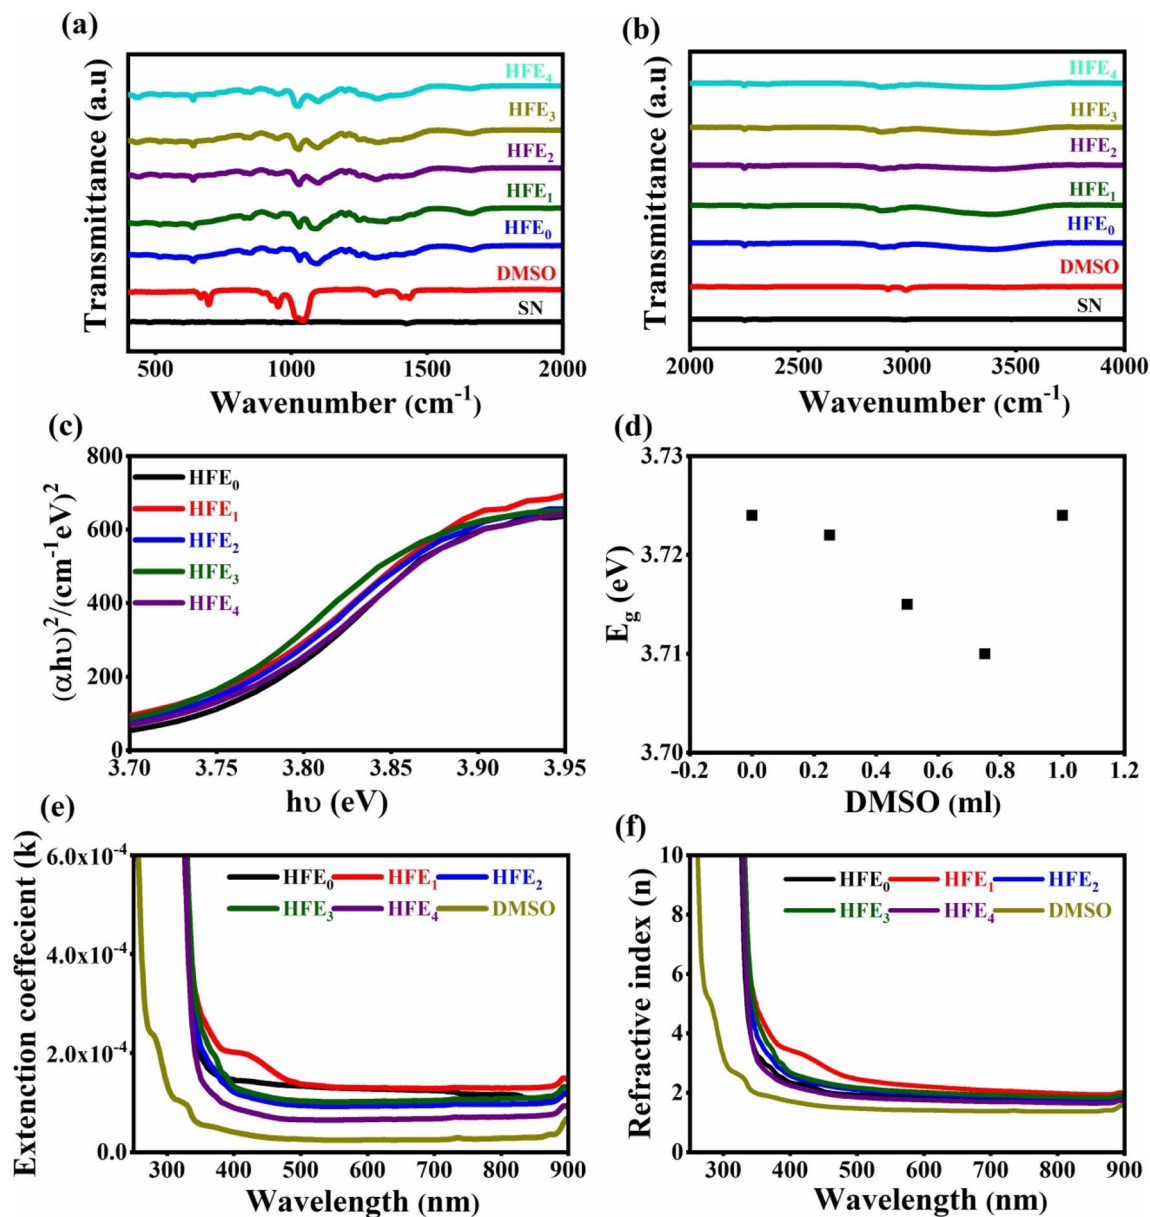 (a)
Transmittance (a.u)
HFE₄
HFE₃
HFE₂
HFE₁
HFE₀
DMSO
SN
500 1000 1500 2000
Wavenumber (cm⁻¹)
(b)
Transmittance (a.u)
HFE₄
HFE₃
HFE₂
HFE₁
HFE₀
DMSO
SN
2000 2500 3000 3500 4000
Wavenumber (cm⁻¹)
(c)
(αhυ)²/(cm⁻¹eV)²
800
600
400
200
0
HFE₀
HFE₁
HFE₂
HFE₃
HFE₄
3.70 3.75 3.80 3.85 3.90 3.95
hυ (eV)
(d)
E_g (eV)
3.73
3.72
3.71
3.70
-0.2 0.0 0.2 0.4 0.6 0.8 1.0 1.2
DMSO (ml)
(e)
Extenction coeffecient (k)
6.0x10⁻⁴
4.0x10⁻⁴
2.0x10⁻⁴
0.0
HFE₀ HFE₁ HFE₂
HFE₃ HFE₄ DMSO
300 400 500 600 700 800 900
Wavelength (nm)
(f)
Refractive index (n)
10
8
6
4
2
0
HFE₀ HFE₁ HFE₂
HFE₃ HFE₄ DMSO
300 400 500 600 700 800 900
Wavelength (nm)